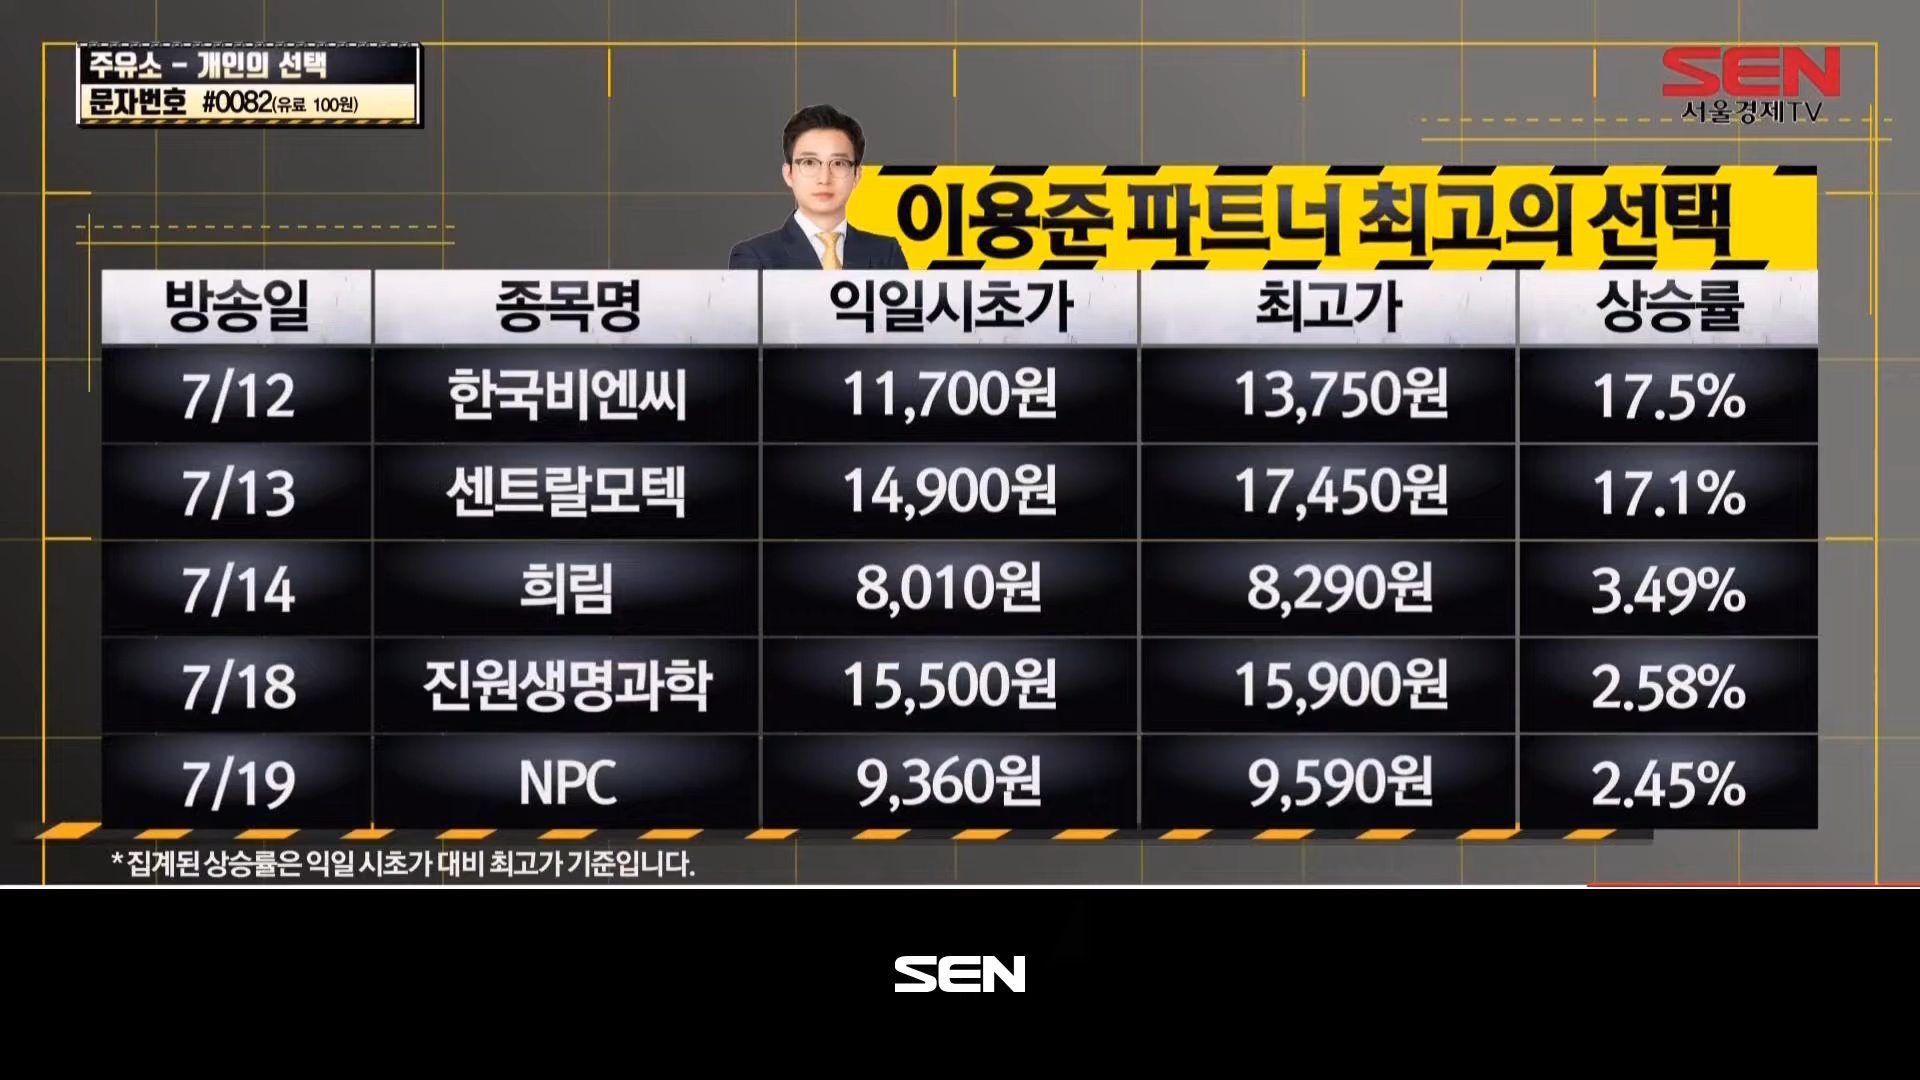 주유소 - 개인의 선택
문자번호 #0082(유료 100원)
SEN
서울경제TV
이용준 파트너 최고의 선택
방송일 종목명 익일시초가 최고가 상승률
7/12 한국비엔씨 11,700원 13,750원 17.5%
7/13 센트랄모텍 14,900원 17,450원 17.1%
7/14 희림 8,010원 8,290원 3.49%
7/18 진원생명과학 15,500원 15,900원 2.58%
7/19 NPC 9,360원 9,590원 2.45%
* 집계된 상승률은 익일 시초가 대비 최고가 기준입니다.
SEN